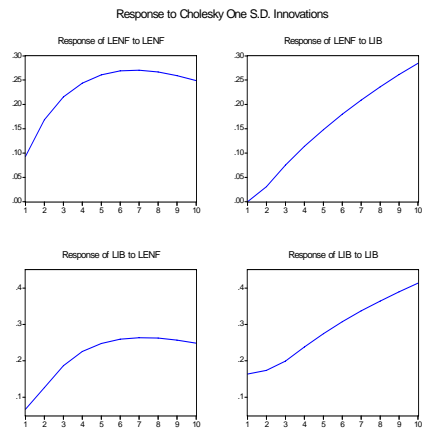 Response to Cholesky One S.D. Innovations
Response of LENF to LENF
.30
.25
.20
.15
.10
.05
.00
1 2 3 4 5 6 7 8 9 10
Response of LENF to LIB
.30
.25
.20
.15
.10
.05
.00
1 2 3 4 5 6 7 8 9 10
Response of LIB to LENF
.4
.3
.2
.1
1 2 3 4 5 6 7 8 9 10
Response of LIB to LIB
.4
.3
.2
.1
1 2 3 4 5 6 7 8 9 10